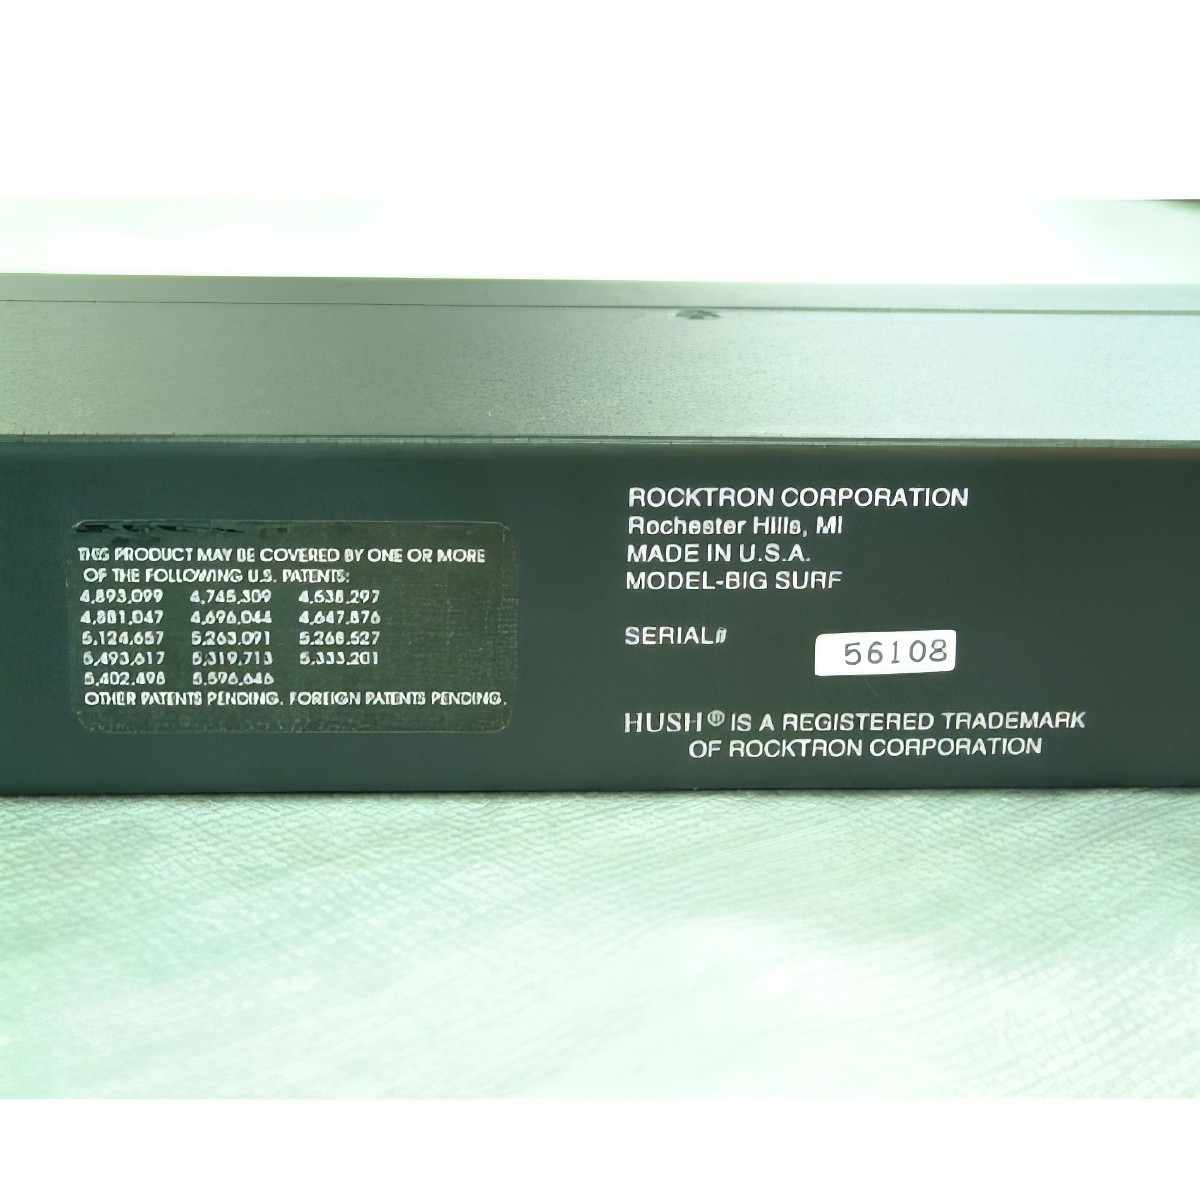 THIS PRODUCT MAY BE COVERED BY ONE OR MORE
OF THE FOLLOWING U.S. PATENTS:
4,893,099 4,745,309 4,638,297
4,881,047 4,696,044 4,647,876
5,124,657 5,263,091 5,268,527
5,493,617 5,319,713 5,333,201
5,402,498 5,596,646
OTHER PATENTS PENDING. FOREIGN PATENTS PENDING.
ROCKTRON CORPORATION
Rochester Hills, MI
MADE IN U.S.A.
MODEL-BIG SURF
SERIAL#
56108
HUSH® IS A REGISTERED TRADEMARK
OF ROCKTRON CORPORATION